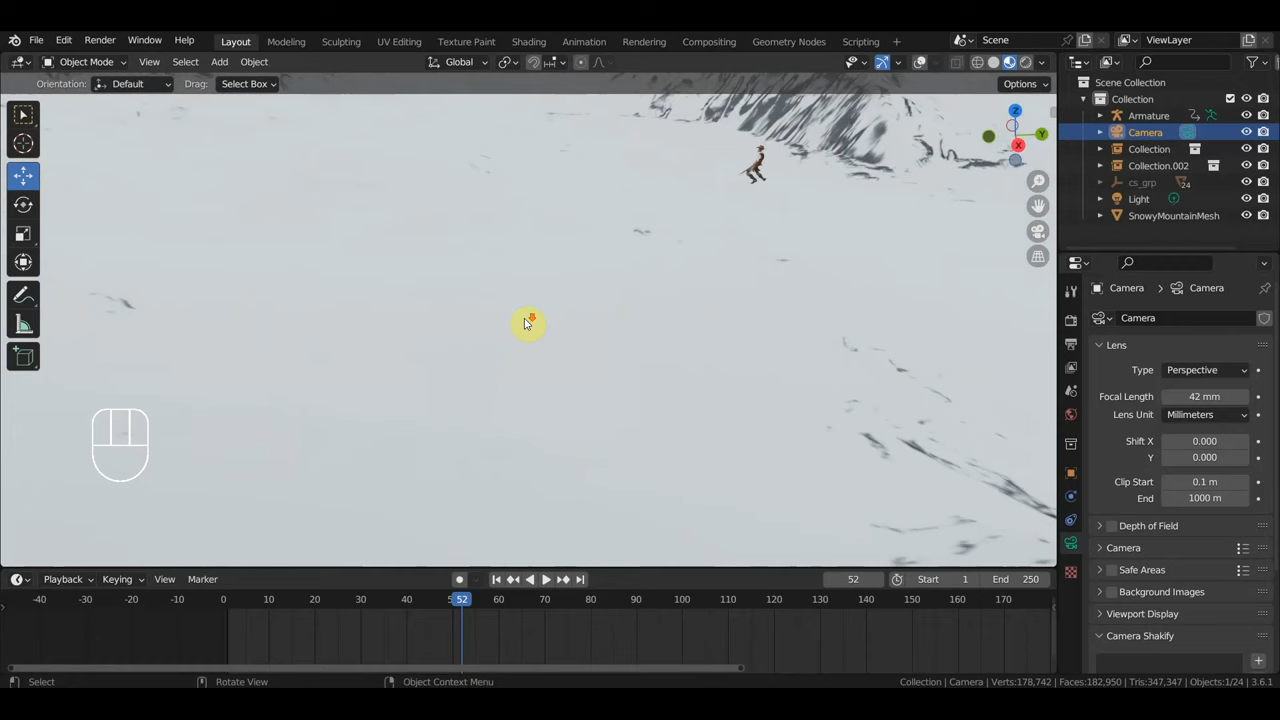 File Edit Render Window Help Layout Modeling Sculpting UV Editing Texture Paint Shading Animation Rendering Compositing Geometry Nodes Scripting + Scene ViewLayer
Object Mode View Select Add Object Global
Orientation: Default Drag: Select Box Options
Z
Y
X
Scene Collection
Collection
Armature
Camera
Collection
Collection.002
cs_grp 24
Light
SnowyMountainMesh
Camera Camera
Camera
Lens
Type Perspective
Focal Length 42 mm
Lens Unit Millimeters
Shift X 0.000
Y 0.000
Clip Start 0.1 m
End 1000 m
Depth of Field
Camera
Safe Areas
Background Images
Viewport Display
Camera Shakify
Playback Keying View Marker 52 Start 1 End 250
-40 -30 -20 -10 0 10 20 30 40 52 60 70 80 90 100 110 120 130 140 150 160 170
Select Rotate View Object Context Menu Collection | Camera | Verts:178,742 | Faces:182,950 | Tris:347,347 | Objects:1/24 | 3.6.1